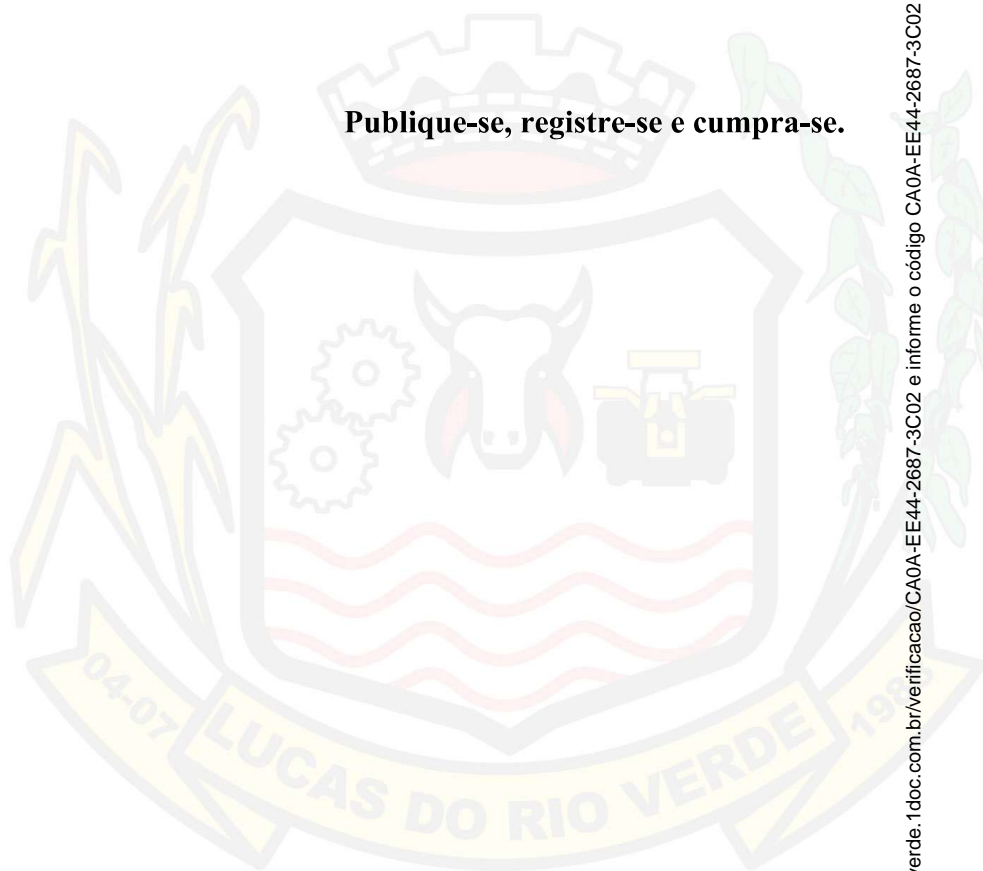 Publique-se, registre-se e cumpra-se.
04-07
LUCAS DO RIO VERDE
verde.1doc.com.br/verificacao/CA0A-EE44-2687-3C02 e informe o código CA0A-EE44-2687-3C02